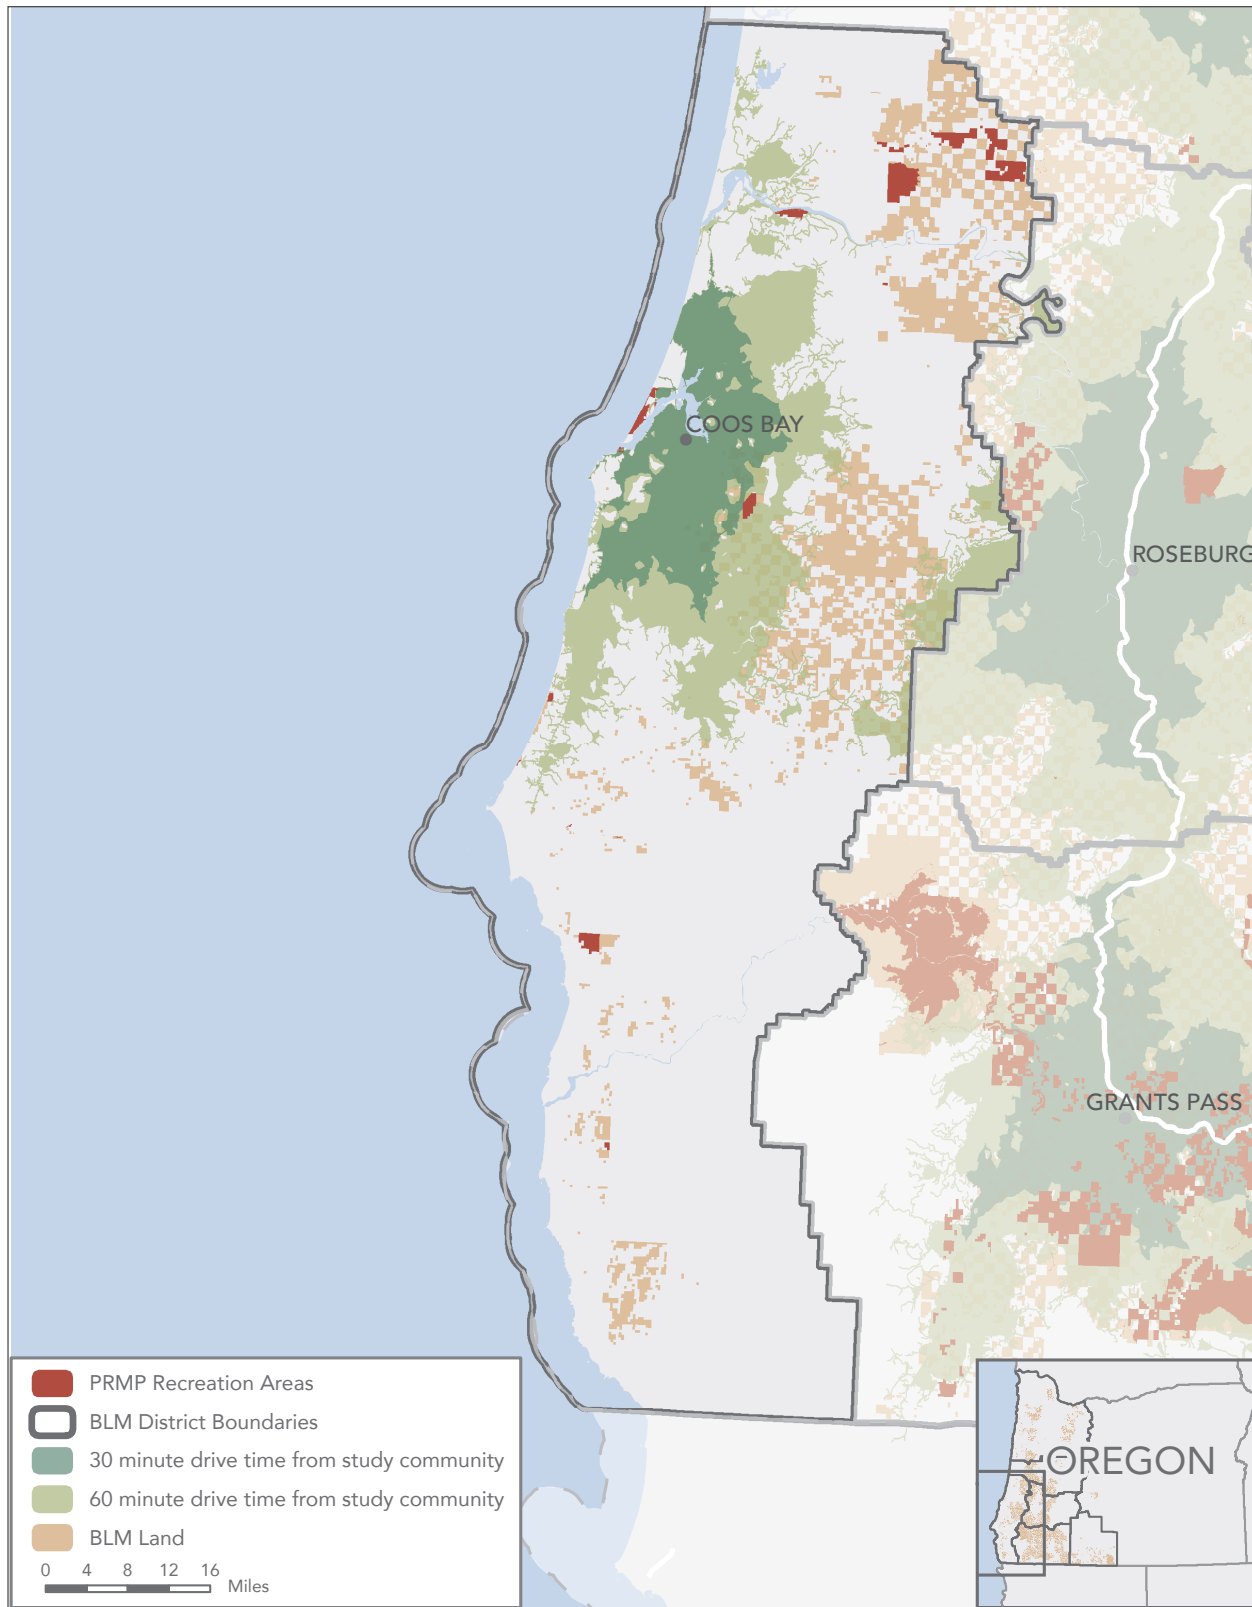 COOS BAY
ROSEBURG
GRANTS PASS
PRMP Recreation Areas
BLM District Boundaries
30 minute drive time from study community
60 minute drive time from study community
BLM Land
0 4 8 12 16
Miles
OREGON